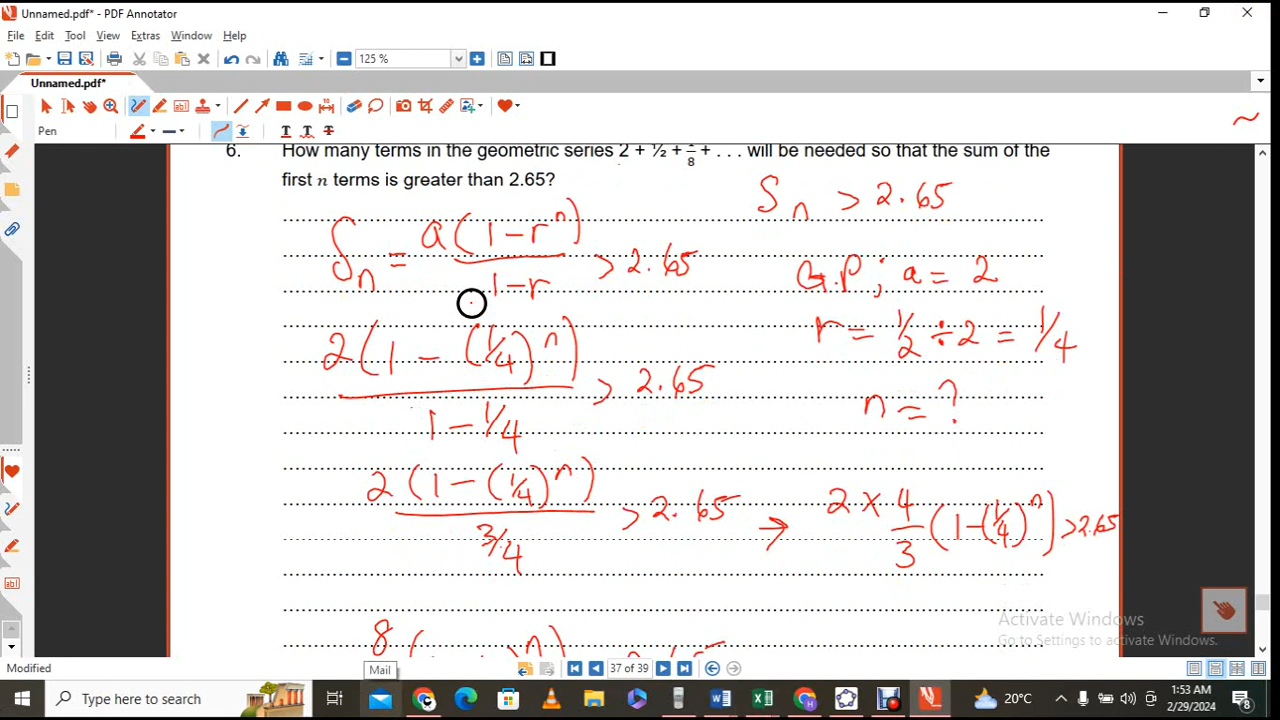 Unnamed.pdf* - PDF Annotator
File Edit Tool View Extras Window Help
125 %
Unnamed.pdf*
Pen
6. How many terms in the geometric series 2 + ½ + 1/8 + . . . will be needed so that the sum of the
first n terms is greater than 2.65?
Sn > 2.65
Sn = a(1-r^n)/(1-r) > 2.65
G.P; a = 2
r = 1/2 ÷ 2 = 1/4
2(1 - (1/4)^n)/(1 - 1/4) > 2.65
n = ?
2(1 - (1/4)^n)/(3/4) > 2.65 → 2 × 4/3 (1-(1/4)^n) > 2.65
8
Activate Windows
Go to Settings to activate Windows.
Modified
Mail
37 of 39
Type here to search
20°C
1:53 AM
2/29/2024
8